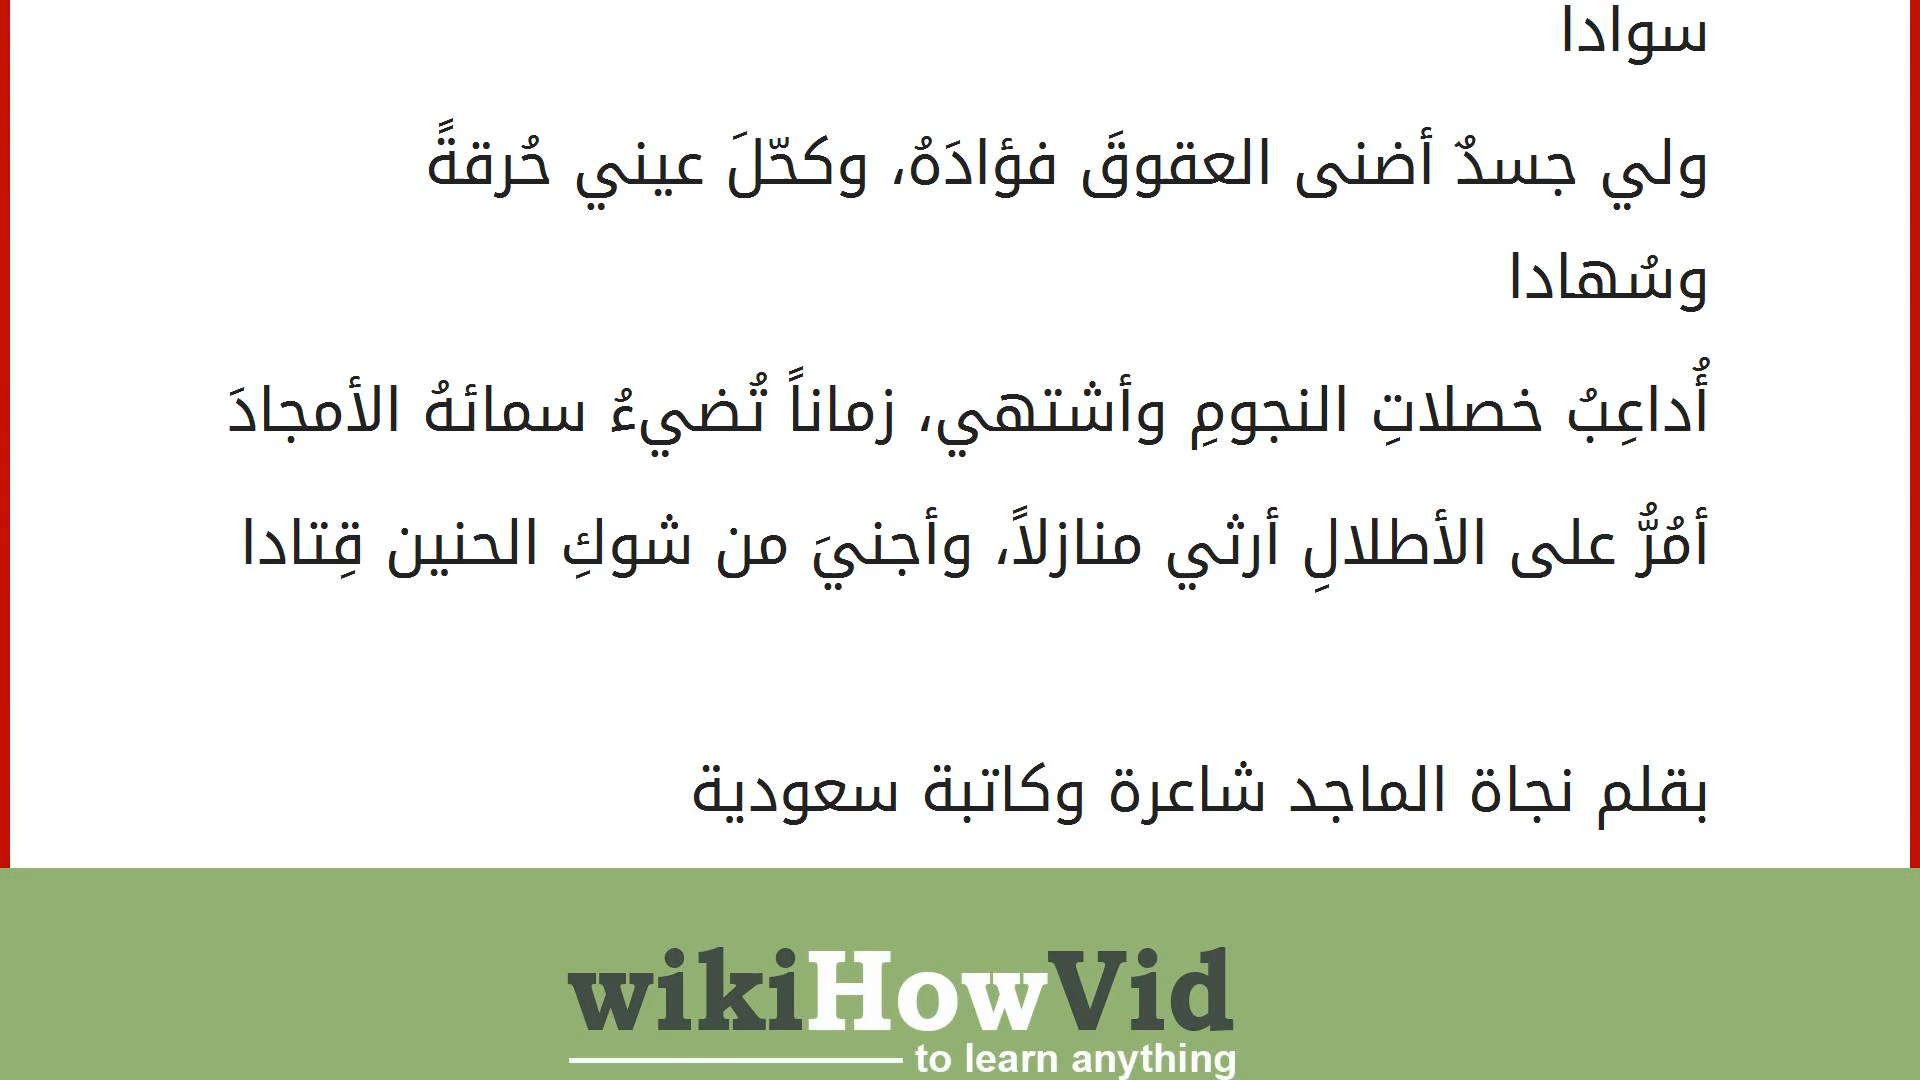 سوادا
ولي جسدٌ أضنى العقوقَ فؤادَهُ، وكحّلَ عيني حُرقةً
وسُهادا
أُداعِبُ خصلاتِ النجومِ وأشتهي، زماناً تُضيءُ سمائهُ الأمجادَ
أمُرُّ على الأطلالِ أرثي منازلاً، وأجنيَ من شوكِ الحنين قِتادا
بقلم نجاة الماجد شاعرة وكاتبة سعودية
wikiHowVid
to learn anything